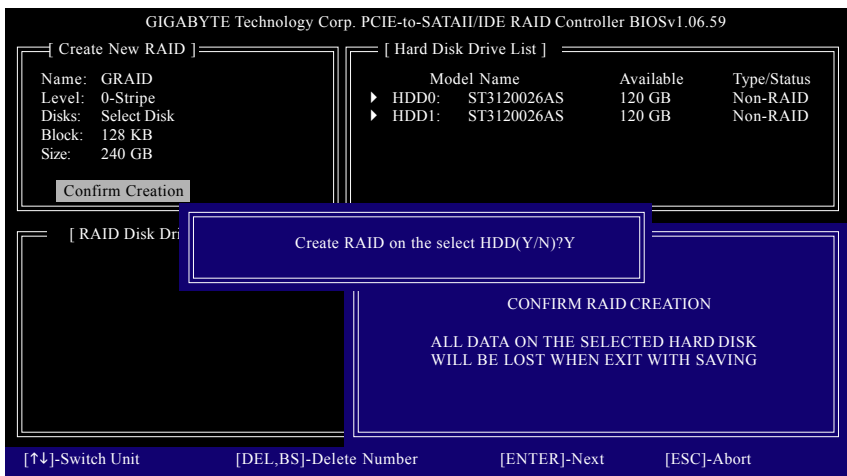 GIGABYTE Technology Corp. PCIE-to-SATAII/IDE RAID Controller BIOSv1.06.59
[ Create New RAID ]
Name: GRAID
Level: 0-Stripe
Disks: Select Disk
Block: 128 KB
Size: 240 GB
Confirm Creation
[ Hard Disk Drive List ]
Model Name Available Type/Status
HDD0: ST3120026AS 120 GB Non-RAID
HDD1: ST3120026AS 120 GB Non-RAID
[ RAID Disk Dri
Create RAID on the select HDD(Y/N)?Y
CONFIRM RAID CREATION
ALL DATA ON THE SELECTED HARD DISK
WILL BE LOST WHEN EXIT WITH SAVING
[↑↓]-Switch Unit [DEL,BS]-Delete Number [ENTER]-Next [ESC]-Abort